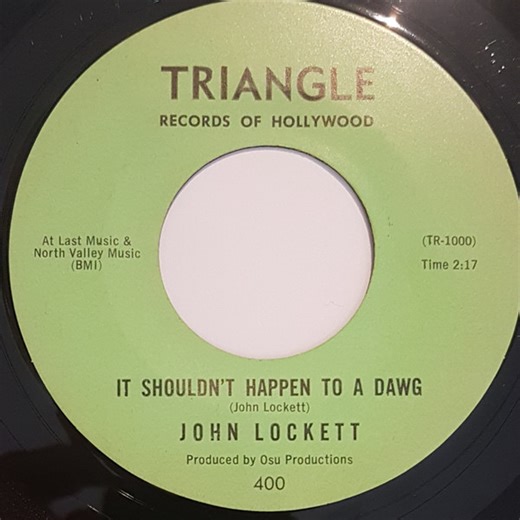 TRIANGLE
RECORDS OF HOLLYWOOD
At Last Music &
North Valley Music
(BMI)
(TR-1000)
Time 2:17
IT SHOULDN'T HAPPEN TO A DAWG
(John Lockett)
JOHN LOCKETT
Produced by Osu Productions
400